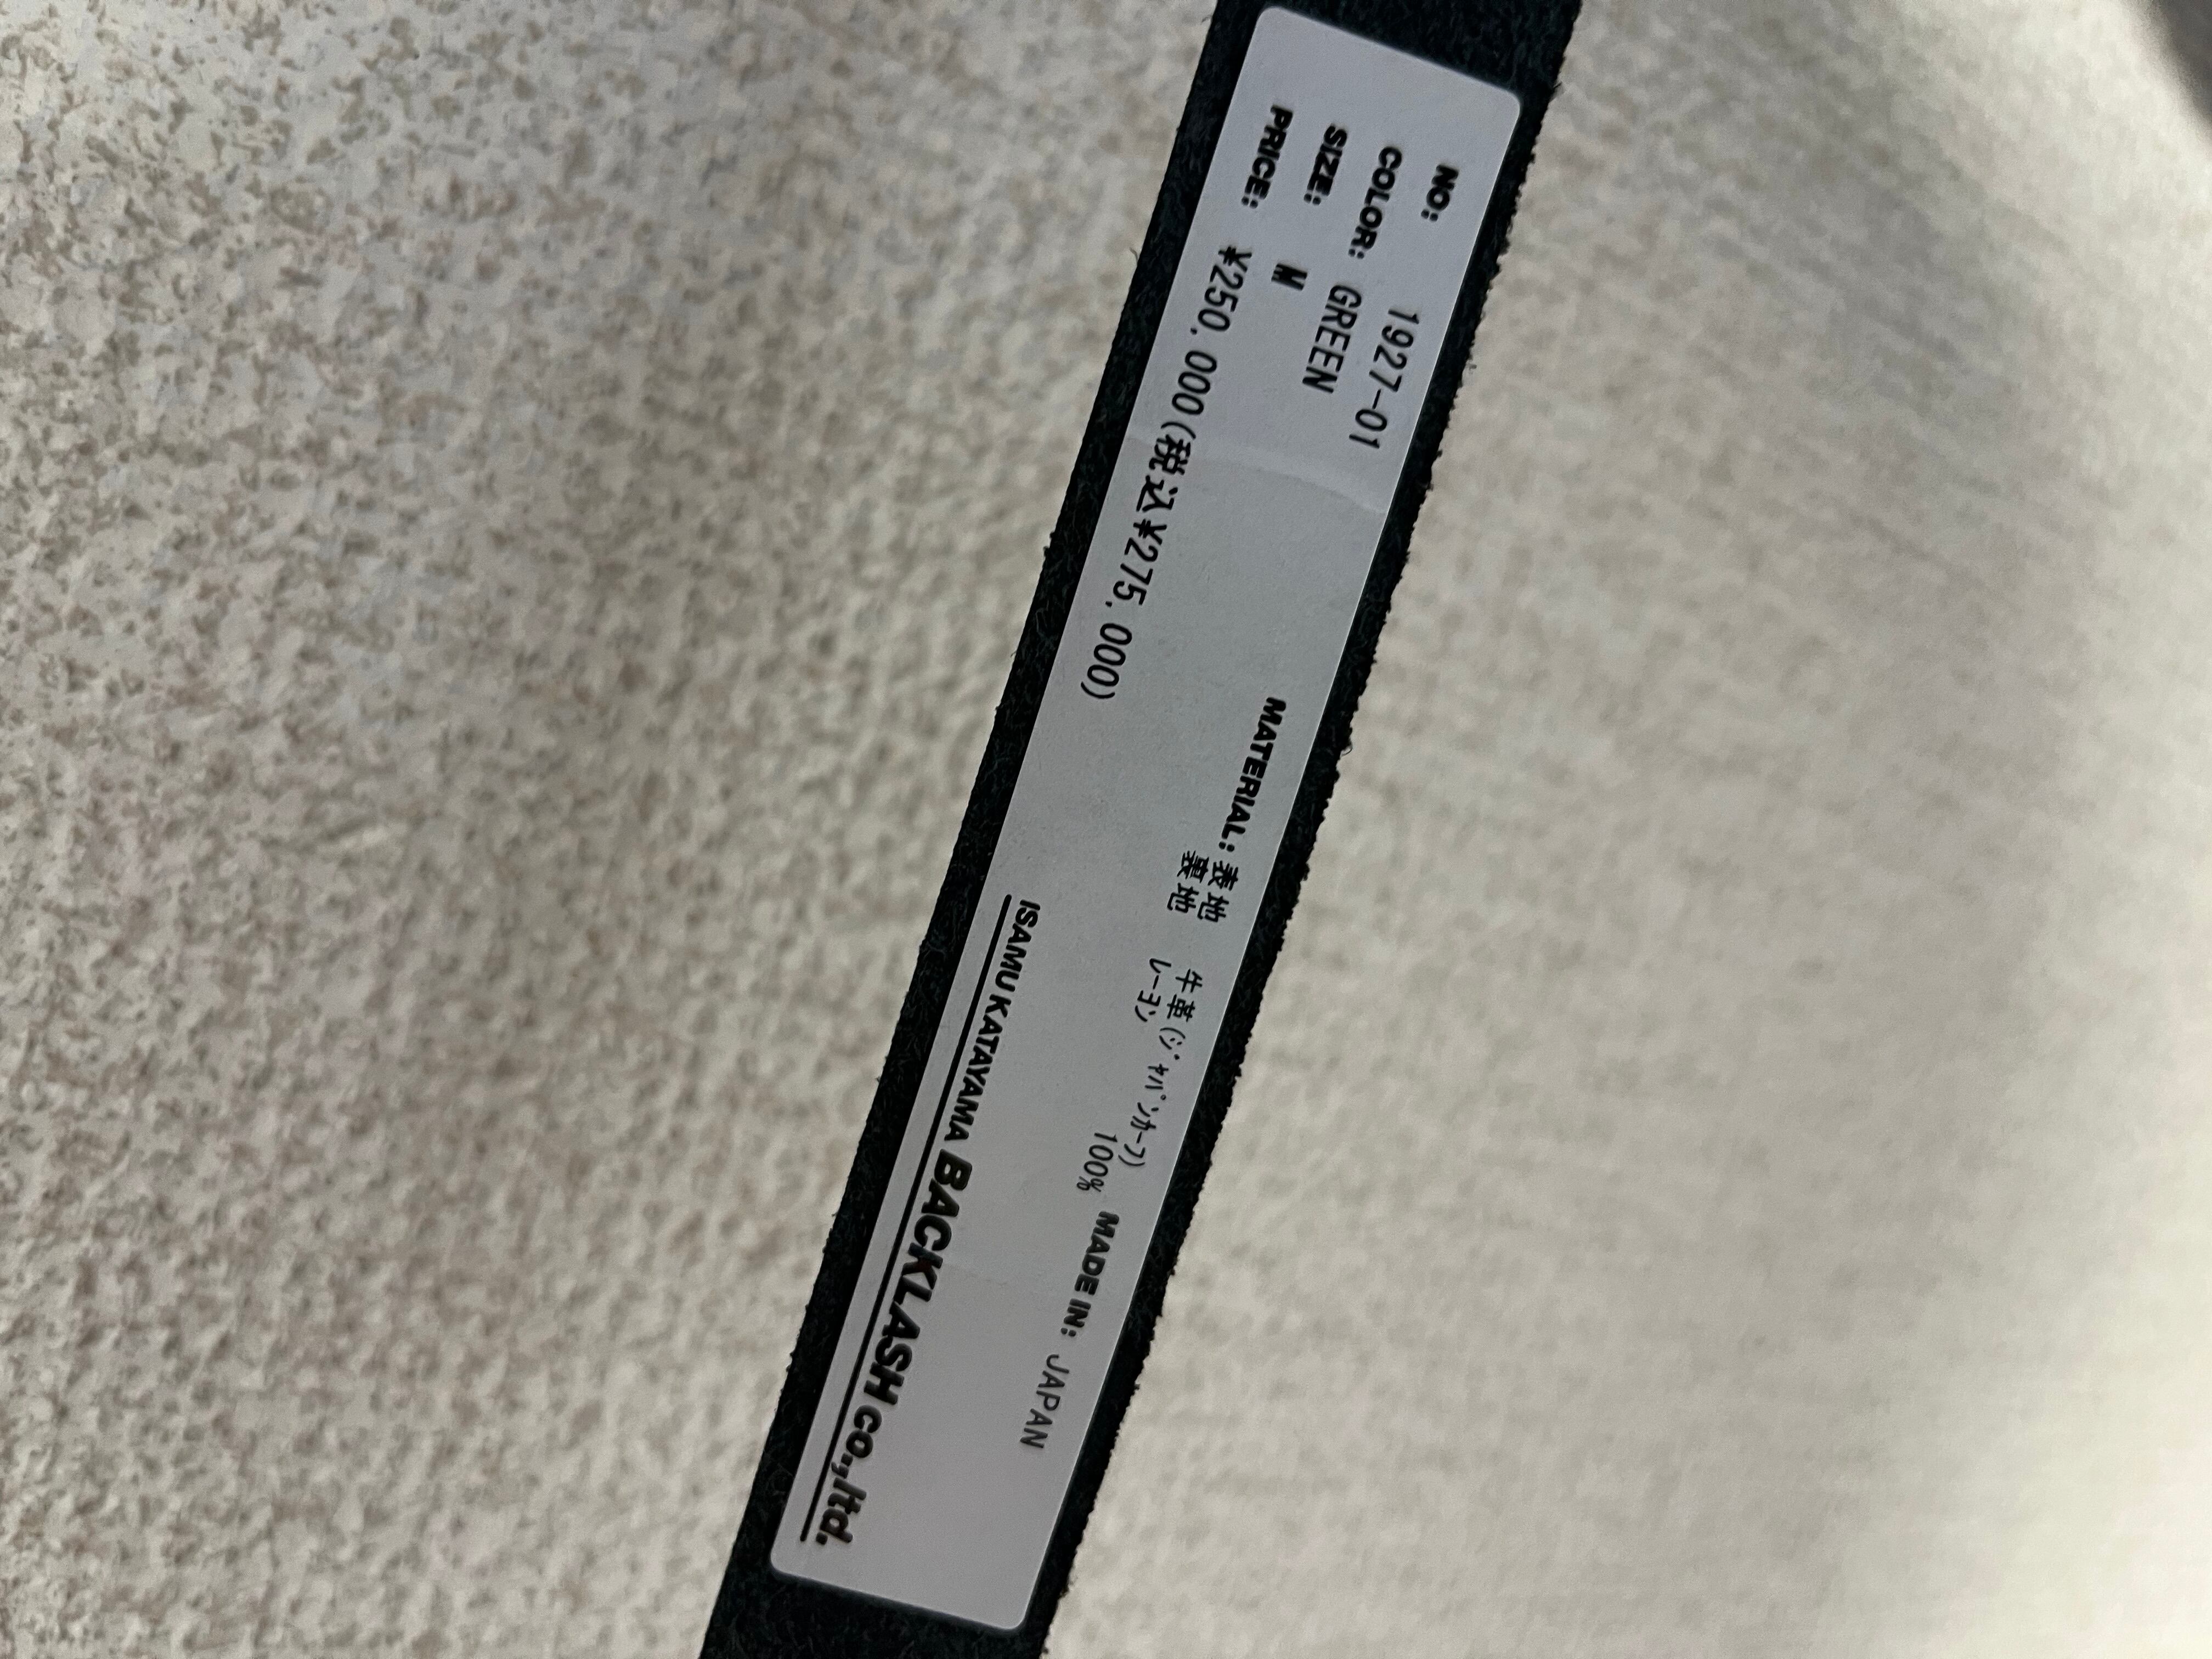 NO: 1927-01
COLOR: GREEN
SIZE: M
PRICE: ¥250,000(税込¥275,000)
MATERIAL: 表地 牛革(ｼﾞｬﾊﾟﾝｶｰﾌ)
裏地 レーヨン 100%
MADE IN: JAPAN
ISAMU KATAYAMA BACKLASH co.,ltd.